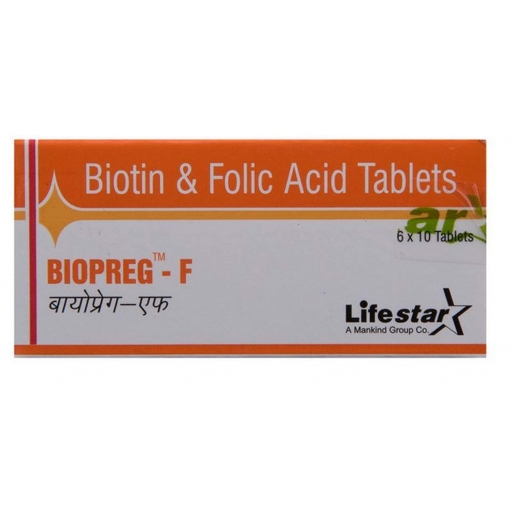 Biotin & Folic Acid Tablets
6 x 10 Tablets
BIOPREG™ - F
बायोप्रेग–एफ
Lifestar
A Mankind Group Co.